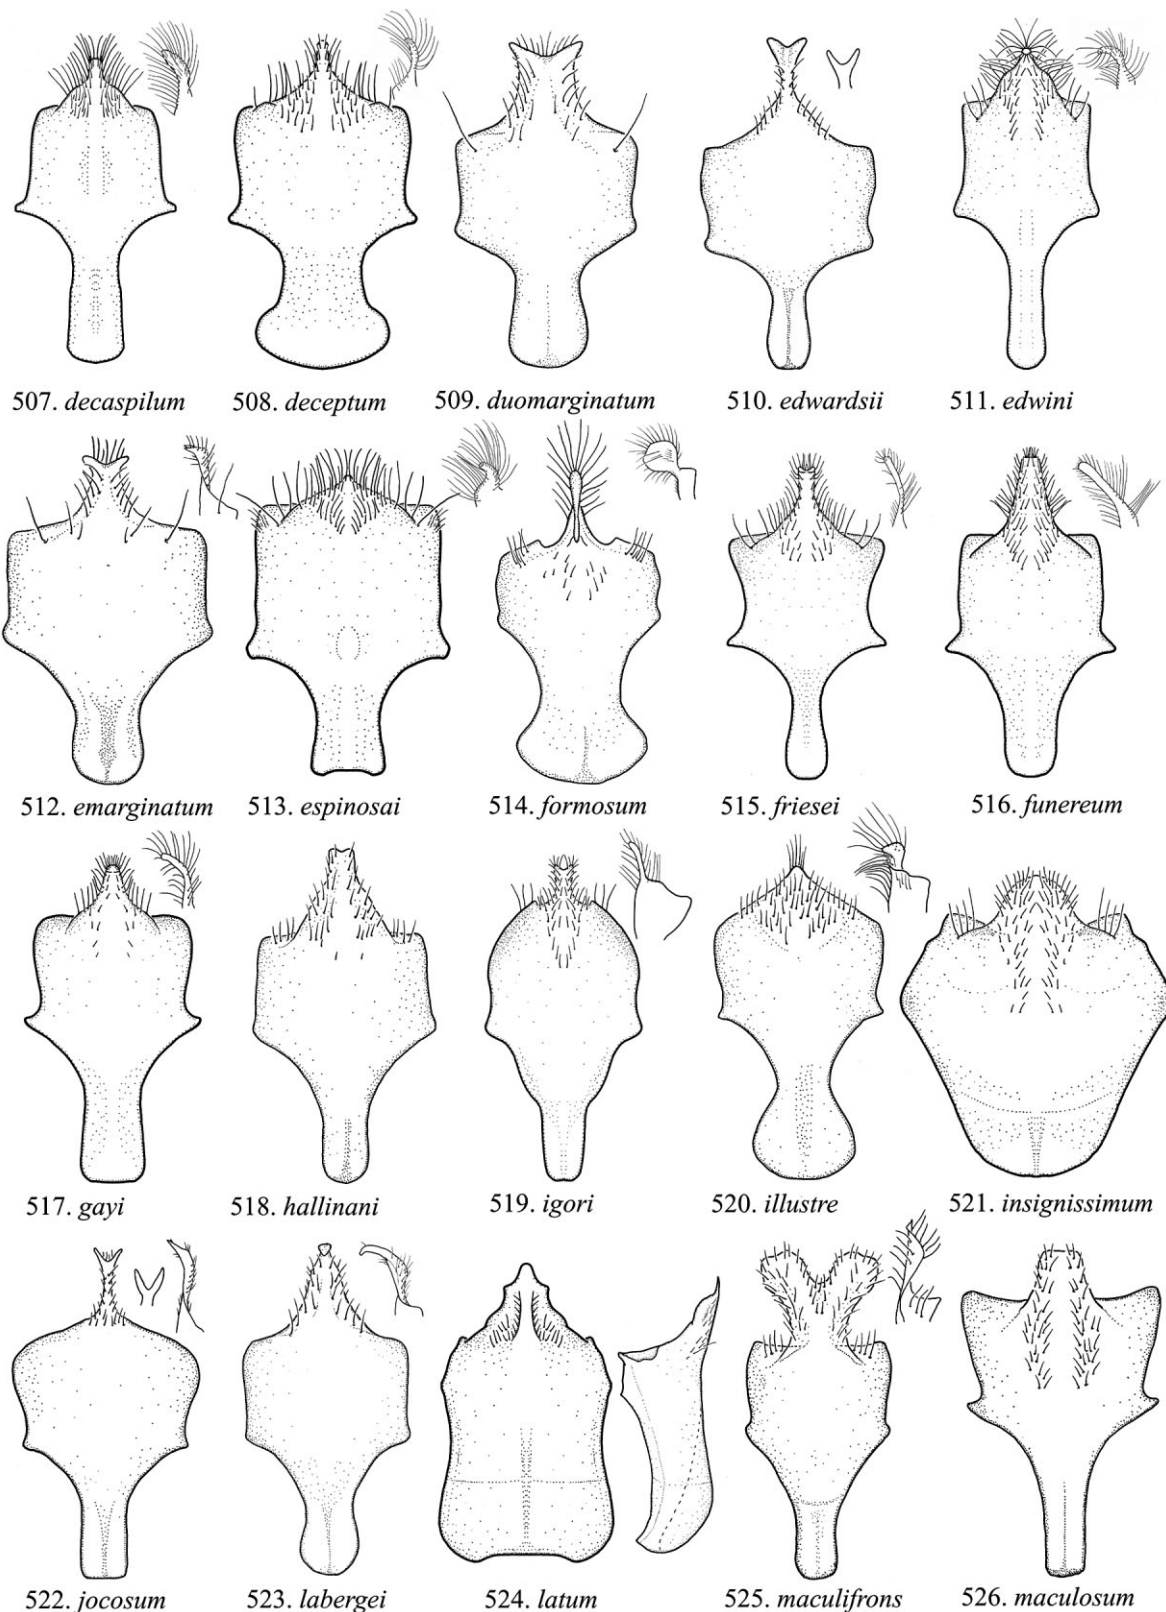 507. decaspilum 508. deceptum 509. duomarginatum 510. edwardsii 511. edwini
512. emarginatum 513. espinosai 514. formosum 515. friesei 516. funereum
517. gayi 518. hallinani 519. igori 520. illustre 521. insignissimum
522. jocosum 523. labergei 524. latum 525. maculifrons 526. maculosum